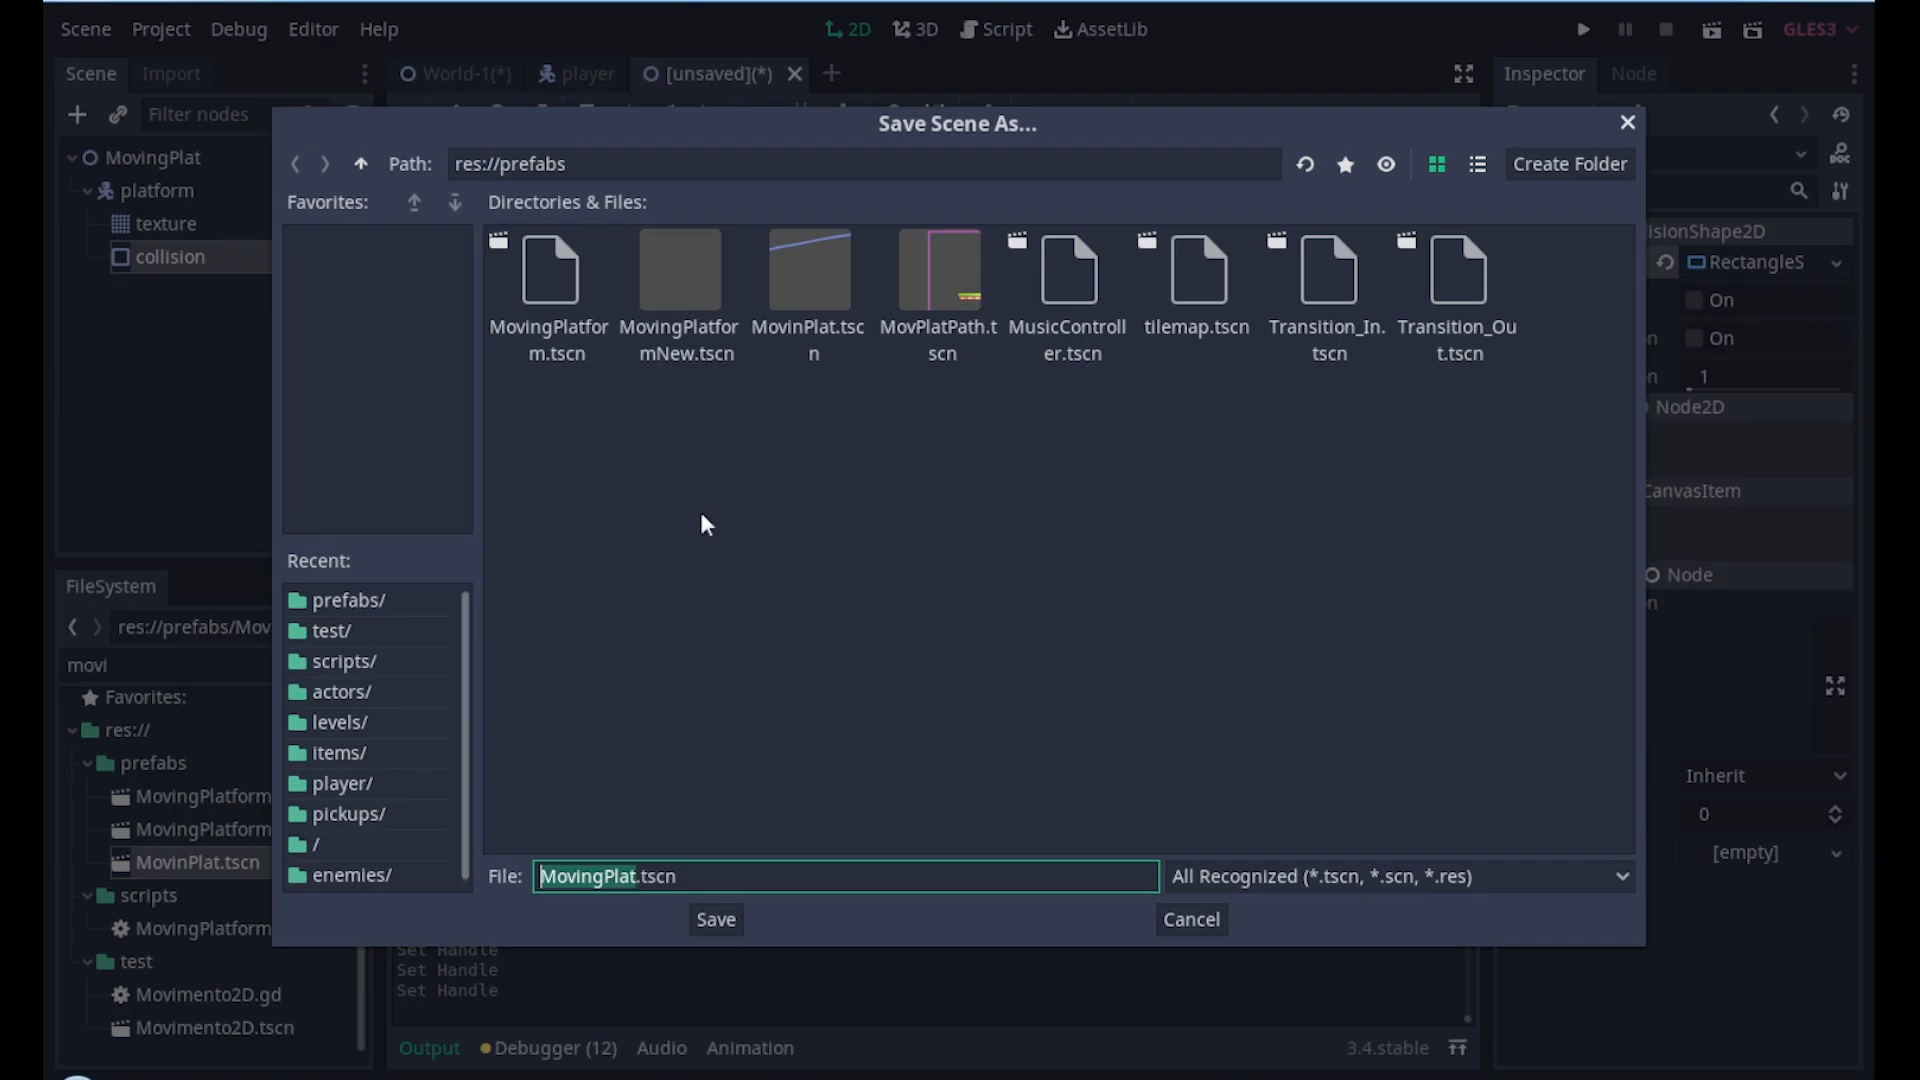 Scene Project Debug Editor Help 2D 3D Script AssetLib GLES3
Scene Import World-1(*) player [unsaved](*) Inspector Node
Filter nodes
Save Scene As...
Path: res://prefabs Create Folder
Favorites: Directories & Files:
MovingPlat
platform
texture
collision
MovingPlatfor
m.tscn
MovingPlatfor
mNew.tscn
MovinPlat.tsc
n
MovPlatPath.t
scn
MusicControll
er.tscn
tilemap.tscn
Transition_In.
tscn
Transition_Ou
t.tscn
isionShape2D
RectangleS
On
n On
n 1
Node2D
CanvasItem
Node
n
Inherit
0
[empty]
Recent:
prefabs/
test/
scripts/
actors/
levels/
items/
player/
pickups/
/
enemies/
File: MovingPlat.tscn All Recognized (*.tscn, *.scn, *.res)
Save Cancel
FileSystem
res://prefabs/Mov
movi
Favorites:
res://
prefabs
MovingPlatform
MovingPlatform
MovinPlat.tscn
scripts
MovingPlatform
test
Movimento2D.gd
Movimento2D.tscn
Set Handle
Set Handle
Set Handle
Output Debugger (12) Audio Animation 3.4.stable